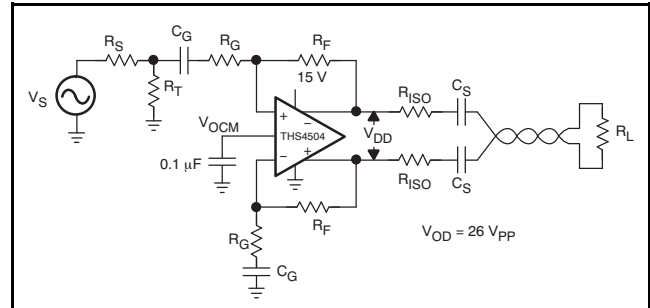 C_G
R_S
R_G
R_F
V_S
R_T
15 V
R_ISO
C_S
V_OCM
+
–
THS4504
V_DD
R_L
0.1 µF
–
+
R_ISO
C_S
R_F
R_G
V_OD = 26 V_PP
C_G